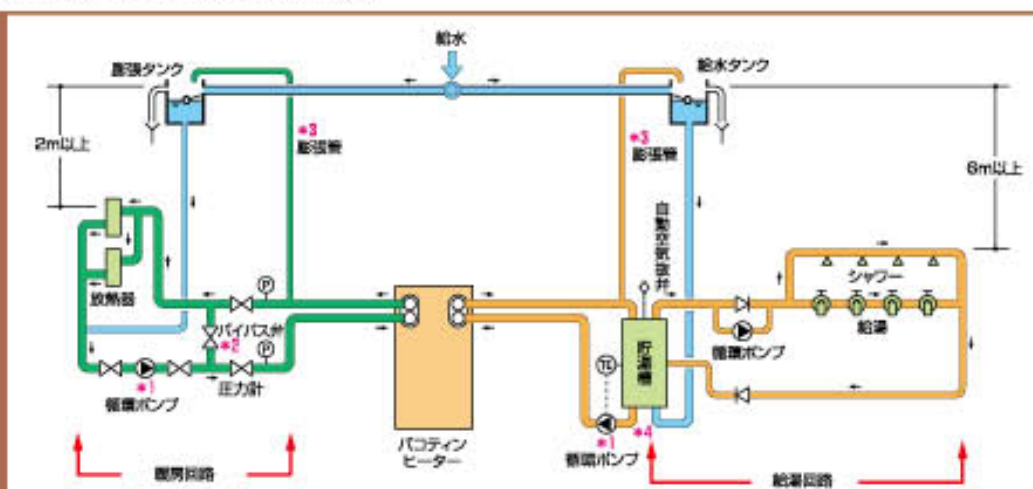 給水
膨張タンク
給水タンク
2m以上
*3
膨張管
*3
膨張管
6m以上
自動空気抜弁
シャワー
放熱器
P
バイパス弁
*2
P
圧力計
給湯
循環ポンプ
貯湯槽
*1
循環ポンプ
バコティン
ヒーター
*1
*4
循環ポンプ
暖房回路
給湯回路